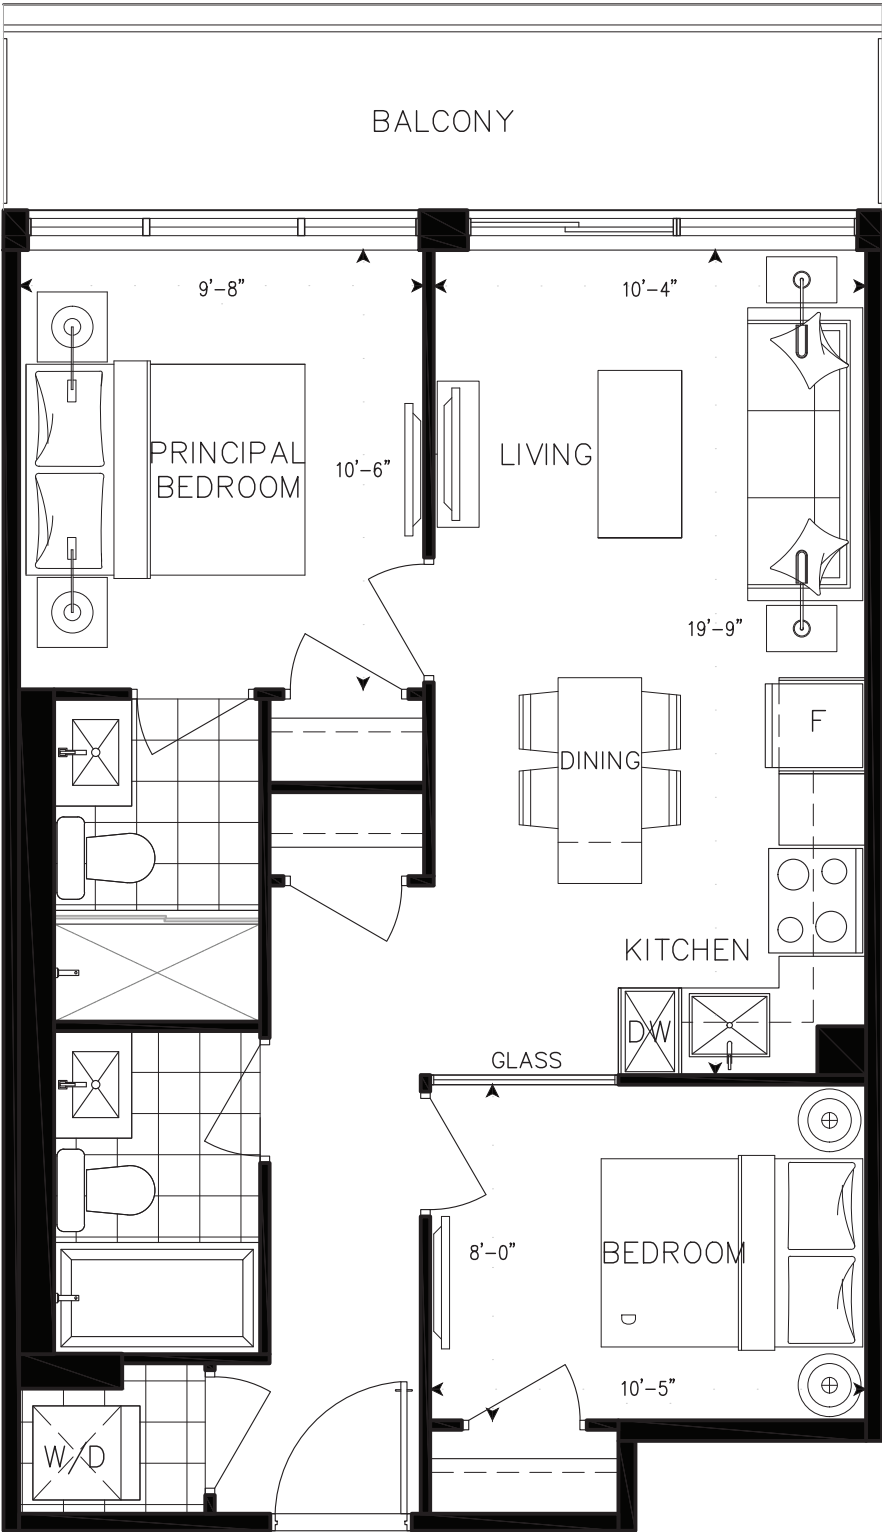 BALCONY
9'-8"
10'-4"
PRINCIPAL
BEDROOM
10'-6"
LIVING
19'-9"
F
DINING
KITCHEN
DW
GLASS
8'-0"
BEDROOM
10'-5"
W/D